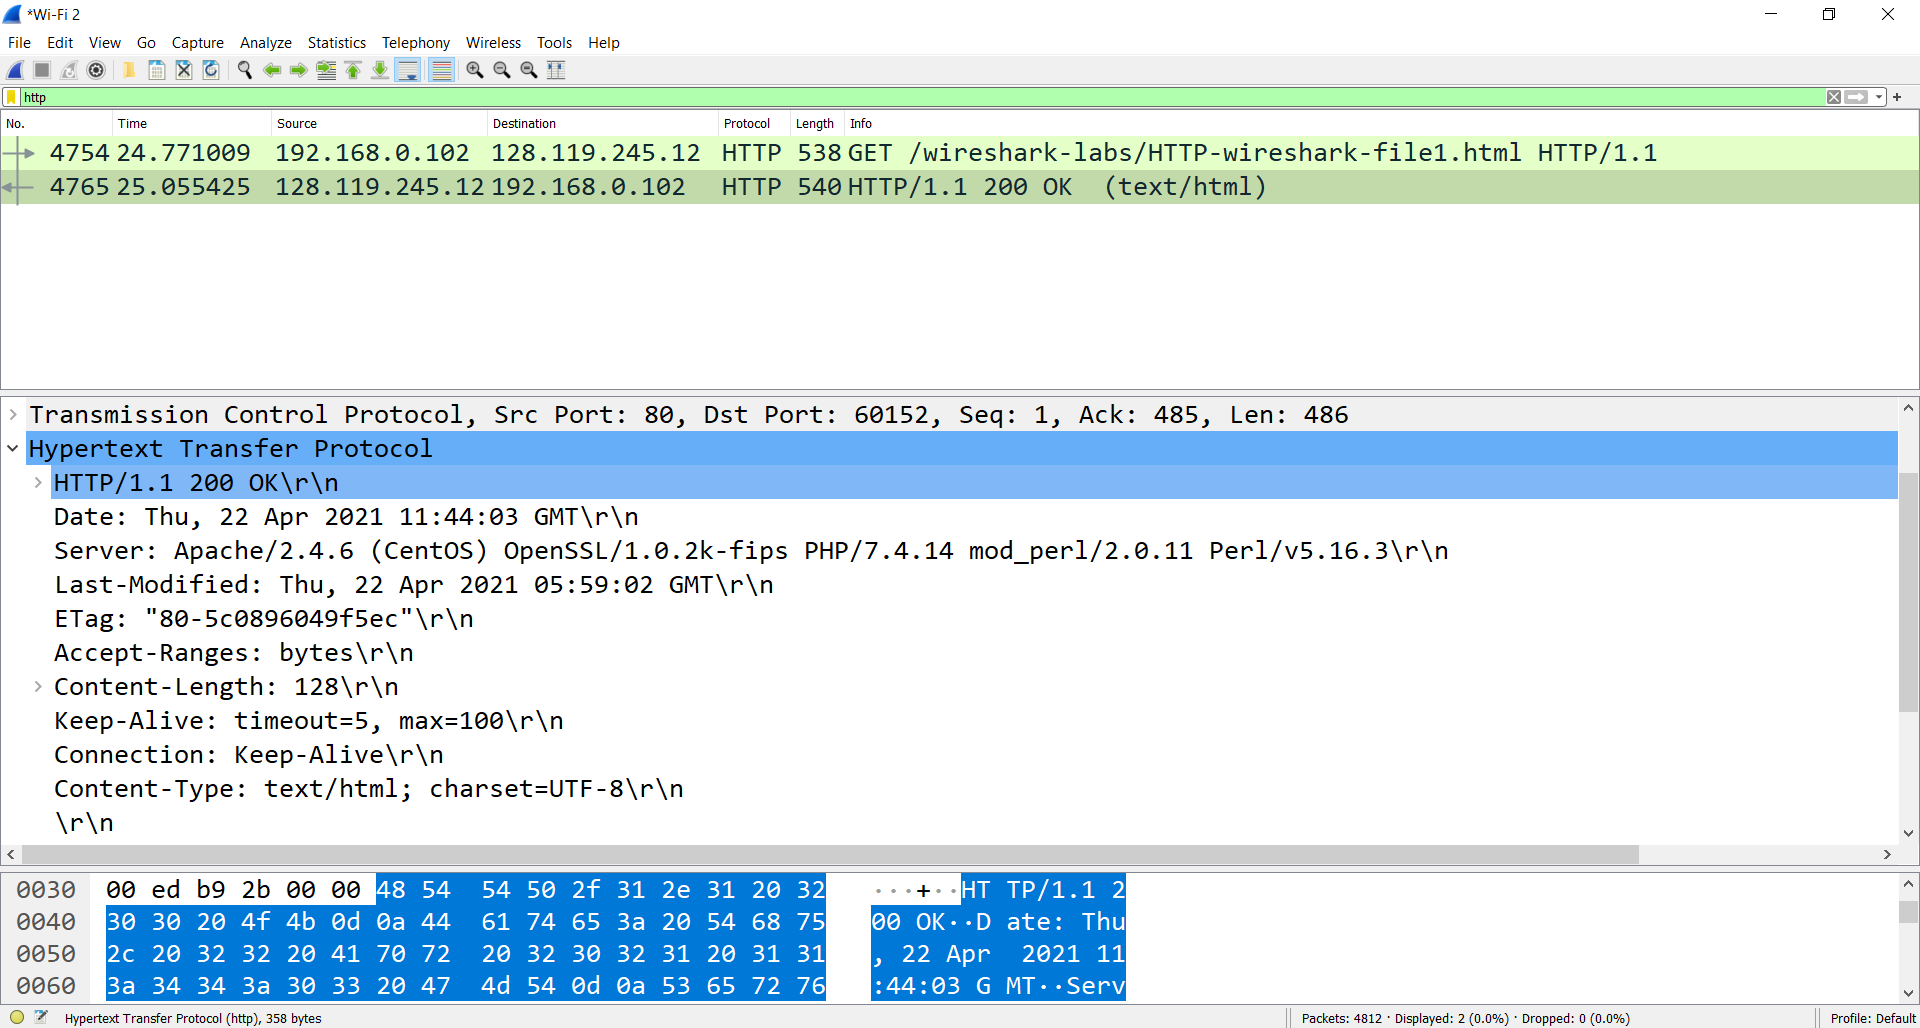 *Wi-Fi 2
File Edit View Go Capture Analyze Statistics Telephony Wireless Tools Help
http
No. Time Source Destination Protocol Length Info
4754 24.771009 192.168.0.102 128.119.245.12 HTTP 538 GET /wireshark-labs/HTTP-wireshark-file1.html HTTP/1.1
4765 25.055425 128.119.245.12 192.168.0.102 HTTP 540 HTTP/1.1 200 OK (text/html)
Transmission Control Protocol, Src Port: 80, Dst Port: 60152, Seq: 1, Ack: 485, Len: 486
Hypertext Transfer Protocol
HTTP/1.1 200 OK\r\n
Date: Thu, 22 Apr 2021 11:44:03 GMT\r\n
Server: Apache/2.4.6 (CentOS) OpenSSL/1.0.2k-fips PHP/7.4.14 mod_perl/2.0.11 Perl/v5.16.3\r\n
Last-Modified: Thu, 22 Apr 2021 05:59:02 GMT\r\n
ETag: "80-5c0896049f5ec"\r\n
Accept-Ranges: bytes\r\n
Content-Length: 128\r\n
Keep-Alive: timeout=5, max=100\r\n
Connection: Keep-Alive\r\n
Content-Type: text/html; charset=UTF-8\r\n
\r\n
0030 00 ed b9 2b 00 00 48 54 54 50 2f 31 2e 31 20 32 ···+··HT TP/1.1 2
0040 30 30 20 4f 4b 0d 0a 44 61 74 65 3a 20 54 68 75 00 OK··D ate: Thu
0050 2c 20 32 32 20 41 70 72 20 32 30 32 31 20 31 31 , 22 Apr 2021 11
0060 3a 34 34 3a 30 33 20 47 4d 54 0d 0a 53 65 72 76 :44:03 G MT··Serv
Hypertext Transfer Protocol (http), 358 bytes Packets: 4812 · Displayed: 2 (0.0%) · Dropped: 0 (0.0%) Profile: Default